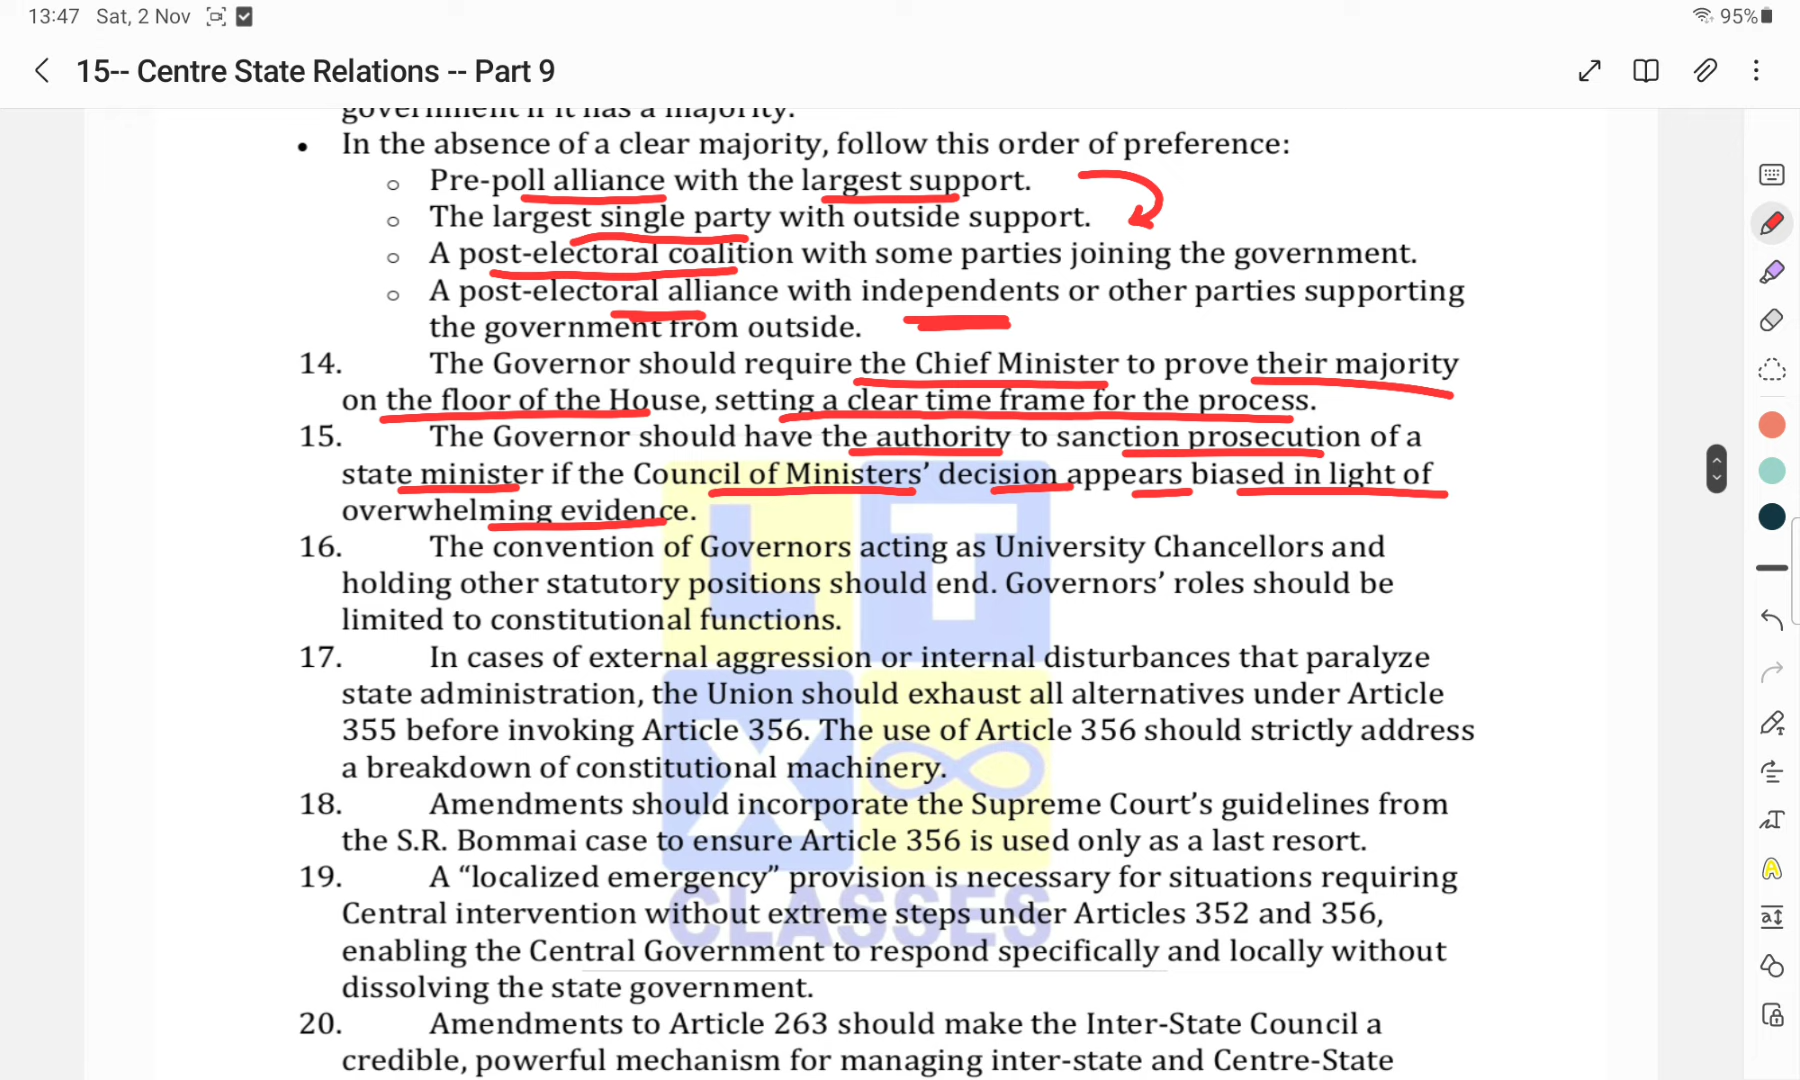 13:47 Sat, 2 Nov
95%
15-- Centre State Relations -- Part 9
government if it has a majority.
• In the absence of a clear majority, follow this order of preference:
o Pre-poll alliance with the largest support.
o The largest single party with outside support.
o A post-electoral coalition with some parties joining the government.
o A post-electoral alliance with independents or other parties supporting
the government from outside.
14. The Governor should require the Chief Minister to prove their majority
on the floor of the House, setting a clear time frame for the process.
15. The Governor should have the authority to sanction prosecution of a
state minister if the Council of Ministers’ decision appears biased in light of
overwhelming evidence.
16. The convention of Governors acting as University Chancellors and
holding other statutory positions should end. Governors’ roles should be
limited to constitutional functions.
17. In cases of external aggression or internal disturbances that paralyze
state administration, the Union should exhaust all alternatives under Article
355 before invoking Article 356. The use of Article 356 should strictly address
a breakdown of constitutional machinery.
18. Amendments should incorporate the Supreme Court’s guidelines from
the S.R. Bommai case to ensure Article 356 is used only as a last resort.
19. A “localized emergency” provision is necessary for situations requiring
Central intervention without extreme steps under Articles 352 and 356,
enabling the Central Government to respond specifically and locally without
dissolving the state government.
20. Amendments to Article 263 should make the Inter-State Council a
credible, powerful mechanism for managing inter-state and Centre-State
L T
X ∞
CLASSES